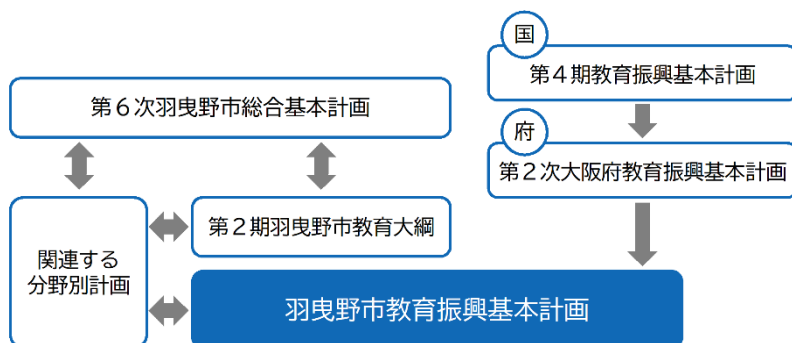 国
第4期教育振興基本計画
第6次羽曳野市総合基本計画
府
第2次大阪府教育振興基本計画
第2期羽曳野市教育大綱
関連する
分野別計画
羽曳野市教育振興基本計画